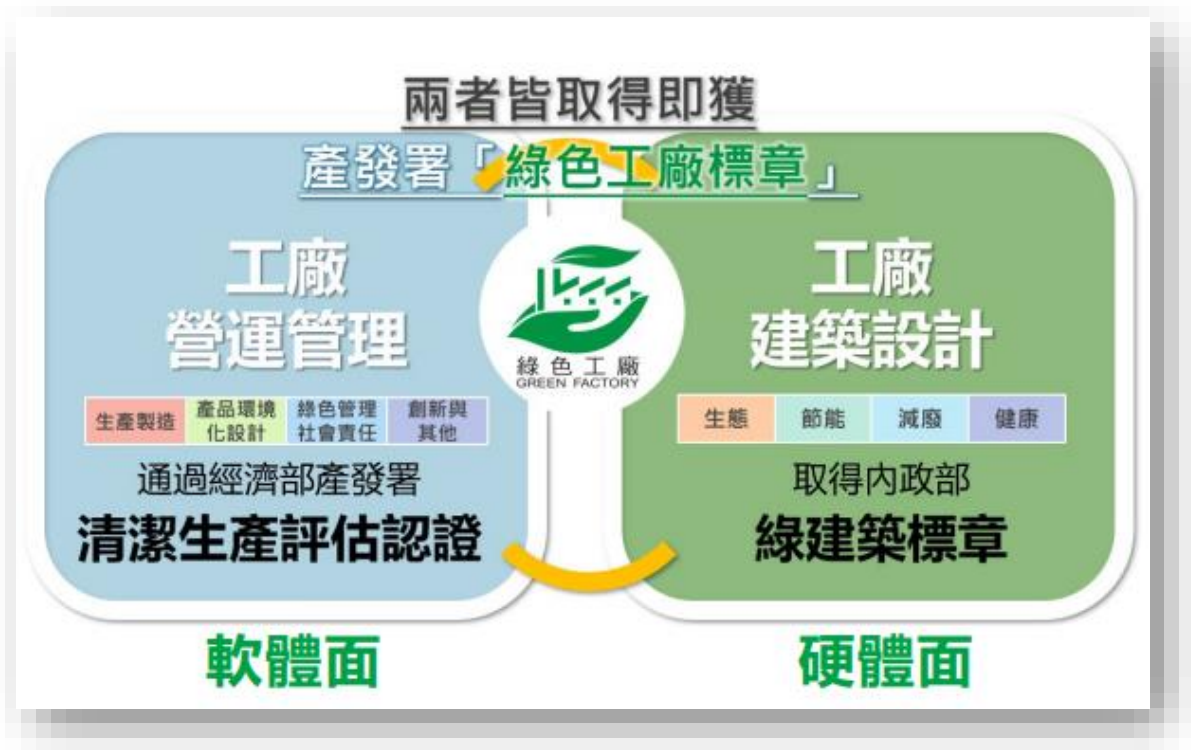 兩者皆取得即獲
產發署「綠色工廠標章」
工廠
營運管理
生產製造
產品環境
化設計
綠色管理
社會責任
創新與
其他
通過經濟部產發署
清潔生產評估認證
軟體面
綠色工廠
GREEN FACTORY
工廠
建築設計
生態
節能
減廢
健康
取得內政部
綠建築標章
硬體面